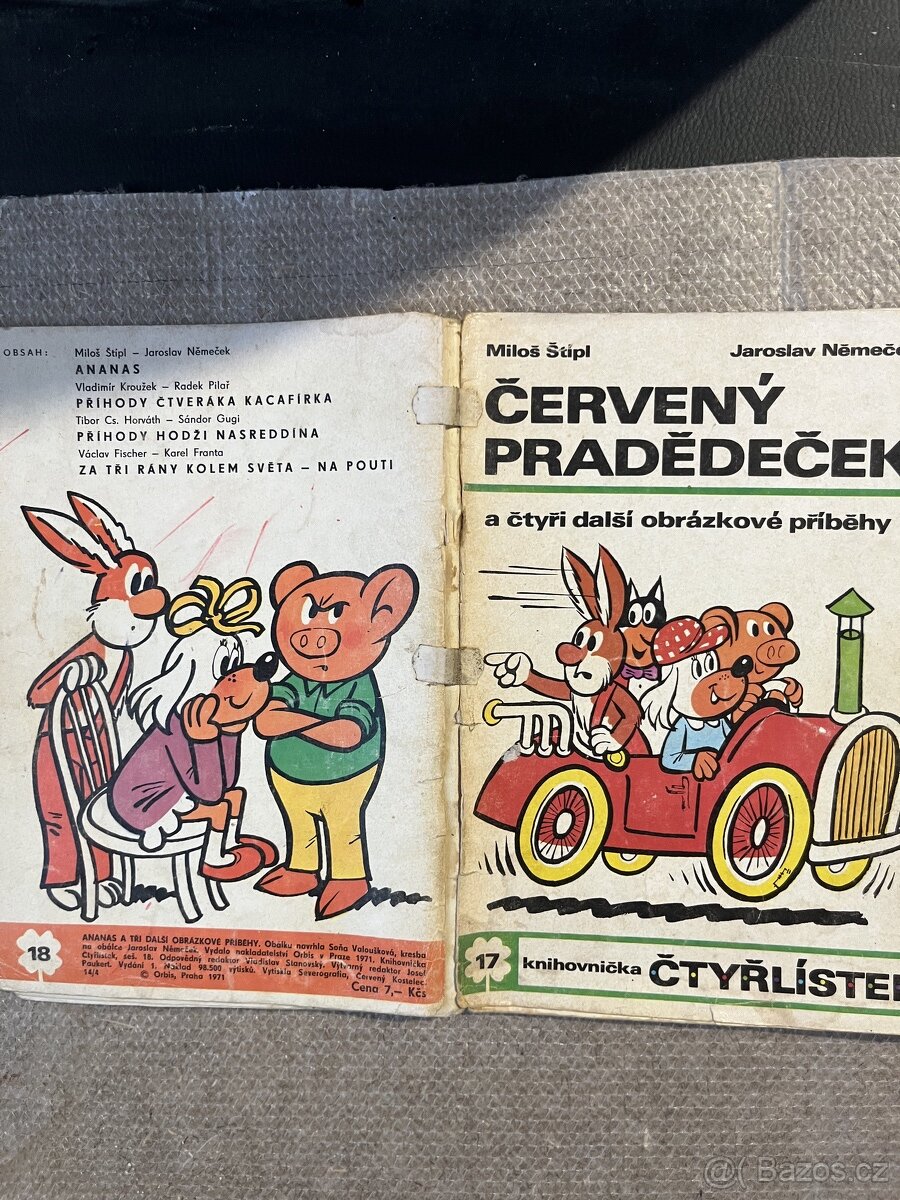 OBSAH: Miloš Štípl – Jaroslav Němeček
ANANAS
Vladimír Kroužek – Radek Pilař
PŘÍHODY ČTVERÁKA KACAFÍRKA
Tibor Cs. Horváth – Sándor Gugi
PŘÍHODY HODŽI NASREDDÍNA
Václav Fischer – Karel Franta
ZA TŘI RÁNY KOLEM SVĚTA – NA POUTI
18
ANANAS A TŘI DALŠÍ OBRÁZKOVÉ PŘÍBĚHY. Obálku navrhla Soňa Valoušková, kresba
na obálce Jaroslav Němeček. Vydalo nakladatelství Orbis v Praze 1971. Knihovnička
Čtyřlístek, seš. 18. Odpovědný redaktor Vladislav Stanovský. Výtvarný redaktor Josef
Paukert. Vydání 1. Náklad 98.500 výtisků. Vytiskla Severografia, Červený Kostelec.
14/4 © Orbis, Praha 1971
Cena 7,– Kčs
Miloš Štípl Jaroslav Němeče
ČERVENÝ
PRADĚDEČEK
a čtyři další obrázkové příběhy
17 knihovnička ČTYŘLÍSTEK
@( Bazos.cz